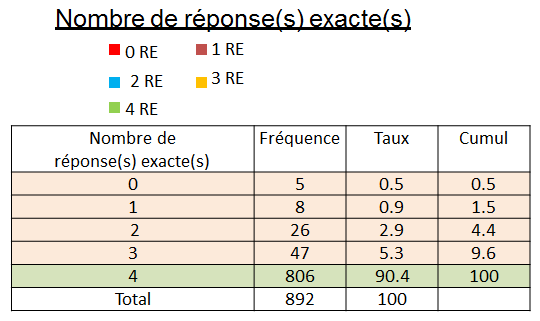 Nombre de réponse(s) exacte(s)
0 RE 1 RE
2 RE 3 RE
4 RE
Nombre de réponse(s) exacte(s) Fréquence Taux Cumul
0 5 0.5 0.5
1 8 0.9 1.5
2 26 2.9 4.4
3 47 5.3 9.6
4 806 90.4 100
Total 892 100